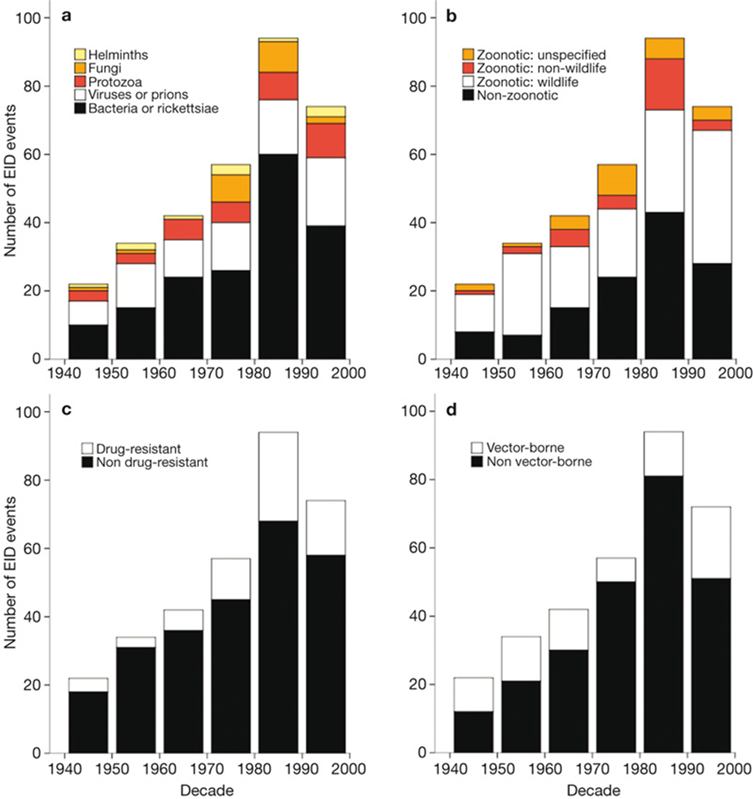 a
100
80
60
40
20
0
Number of EID events
Helminths
Fungi
Protozoa
Viruses or prions
Bacteria or rickettsiae
1940 1950 1960 1970 1980 1990 2000
b
100
80
60
40
20
0
Zoonotic: unspecified
Zoonotic: non-wildlife
Zoonotic: wildlife
Non-zoonotic
1940 1950 1960 1970 1980 1990 2000
c
100
80
60
40
20
0
Number of EID events
Drug-resistant
Non drug-resistant
1940 1950 1960 1970 1980 1990 2000
Decade
d
100
80
60
40
20
0
Vector-borne
Non vector-borne
1940 1950 1960 1970 1980 1990 2000
Decade